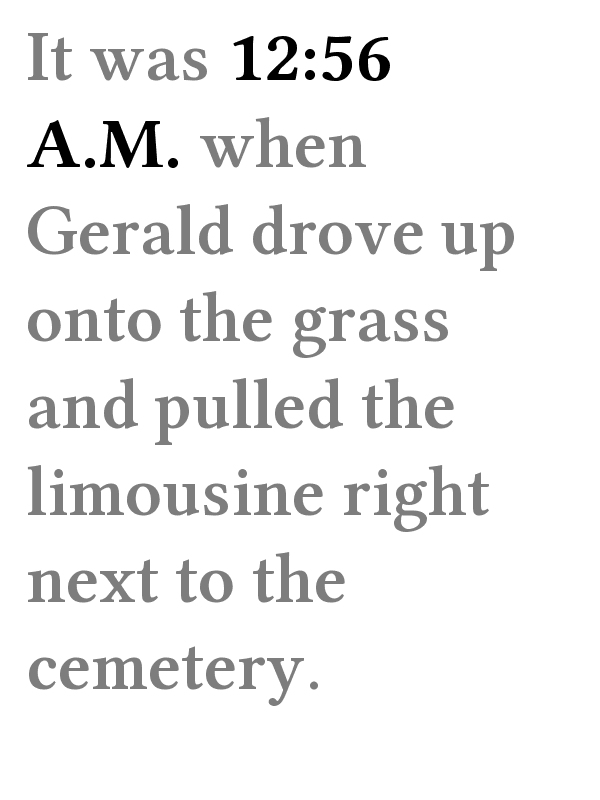 It was 12:56
A.M. when
Gerald drove up
onto the grass
and pulled the
limousine right
next to the
cemetery.